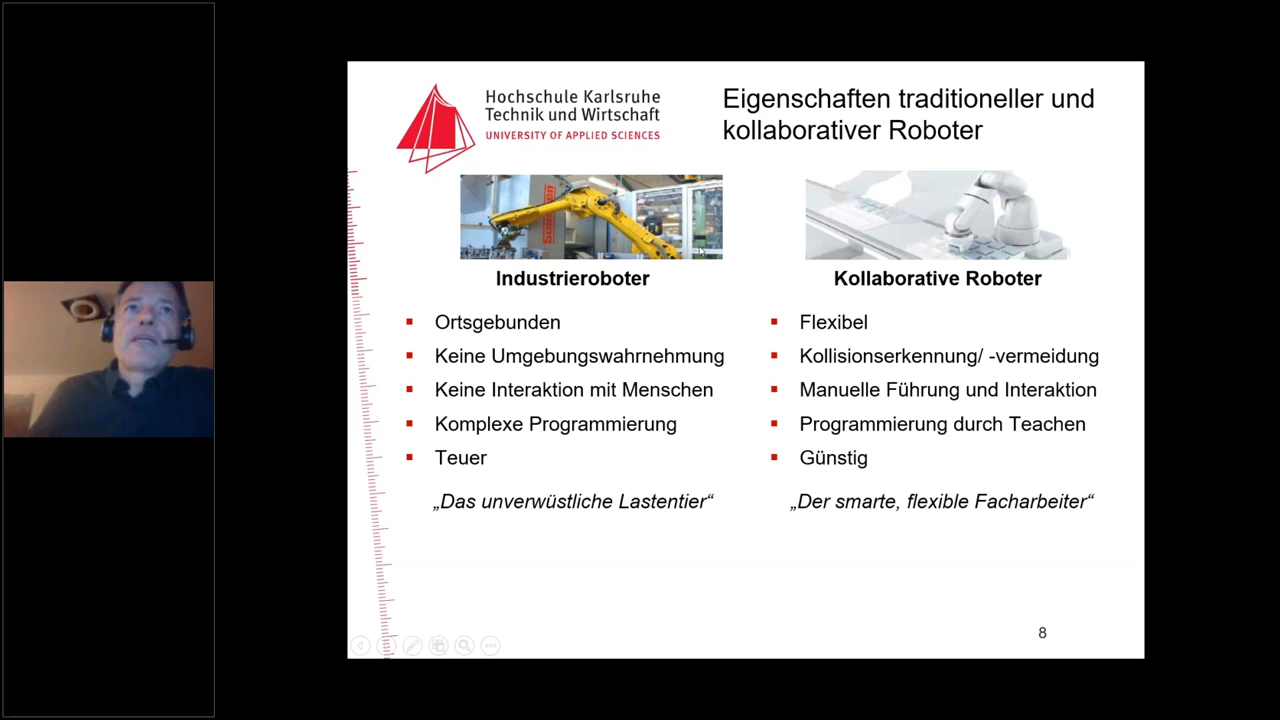 Hochschule Karlsruhe
Technik und Wirtschaft
UNIVERSITY OF APPLIED SCIENCES
Eigenschaften traditioneller und
kollaborativer Roboter
Industrieroboter
Ortsgebunden
Keine Umgebungswahrnehmung
Keine Interaktion mit Menschen
Komplexe Programmierung
Teuer
„Das unverwüstliche Lastentier“
Kollaborative Roboter
Flexibel
Kollisionserkennung/ -vermeidung
Manuelle Führung und Interaktion
Programmierung durch Teachen
Günstig
„Der smarte, flexible Facharbeiter“
8